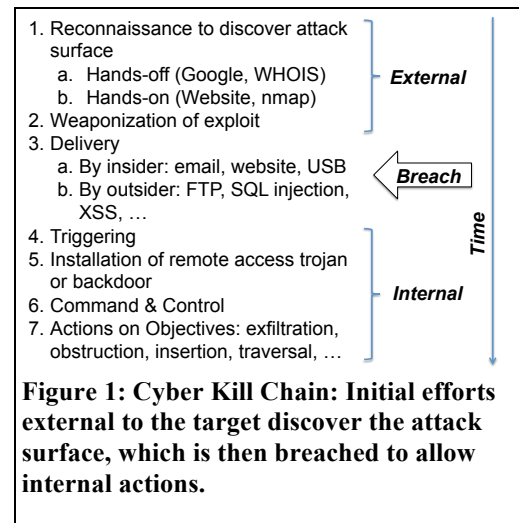 1. Reconnaissance to discover attack
surface
a. Hands-off (Google, WHOIS)
b. Hands-on (Website, nmap)
2. Weaponization of exploit
External
3. Delivery
a. By insider: email, website, USB
b. By outsider: FTP, SQL injection,
XSS, …
Breach
4. Triggering
5. Installation of remote access trojan
or backdoor
6. Command & Control
7. Actions on Objectives: exfiltration,
obstruction, insertion, traversal, …
Internal
Time
Figure 1: Cyber Kill Chain: Initial efforts
external to the target discover the attack
surface, which is then breached to allow
internal actions.